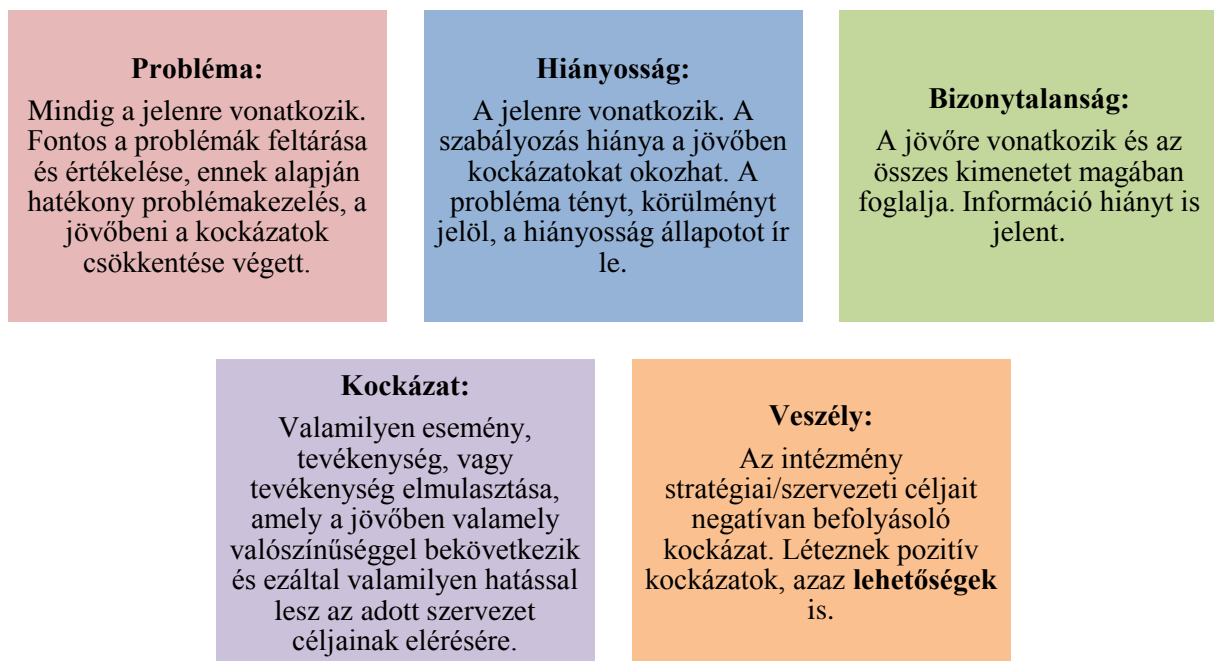 Probléma:
Mindig a jelenre vonatkozik.
Fontos a problémák feltárása
és értékelése, ennek alapján
hatékony problémakezelés, a
jövőbeni a kockázatok
csökkentése végett.
Hiányosság:
A jelenre vonatkozik. A
szabályozás hiánya a jövőben
kockázatokat okozhat. A
probléma tényt, körülményt
jelöl, a hiányosság állapotot ír
le.
Bizonytalanság:
A jövőre vonatkozik és az
összes kimenetet magában
foglalja. Információ hiányt is
jelent.
Kockázat:
Valamilyen esemény,
tevékenység, vagy
tevékenység elmulasztása,
amely a jövőben valamely
valószínűséggel bekövetkezik
és ezáltal valamilyen hatással
lesz az adott szervezet
céljainak elérésére.
Veszély:
Az intézmény
stratégiai/szervezeti céljait
negatívan befolyásoló
kockázat. Léteznek pozitív
kockázatok, azaz lehetőségek
is.